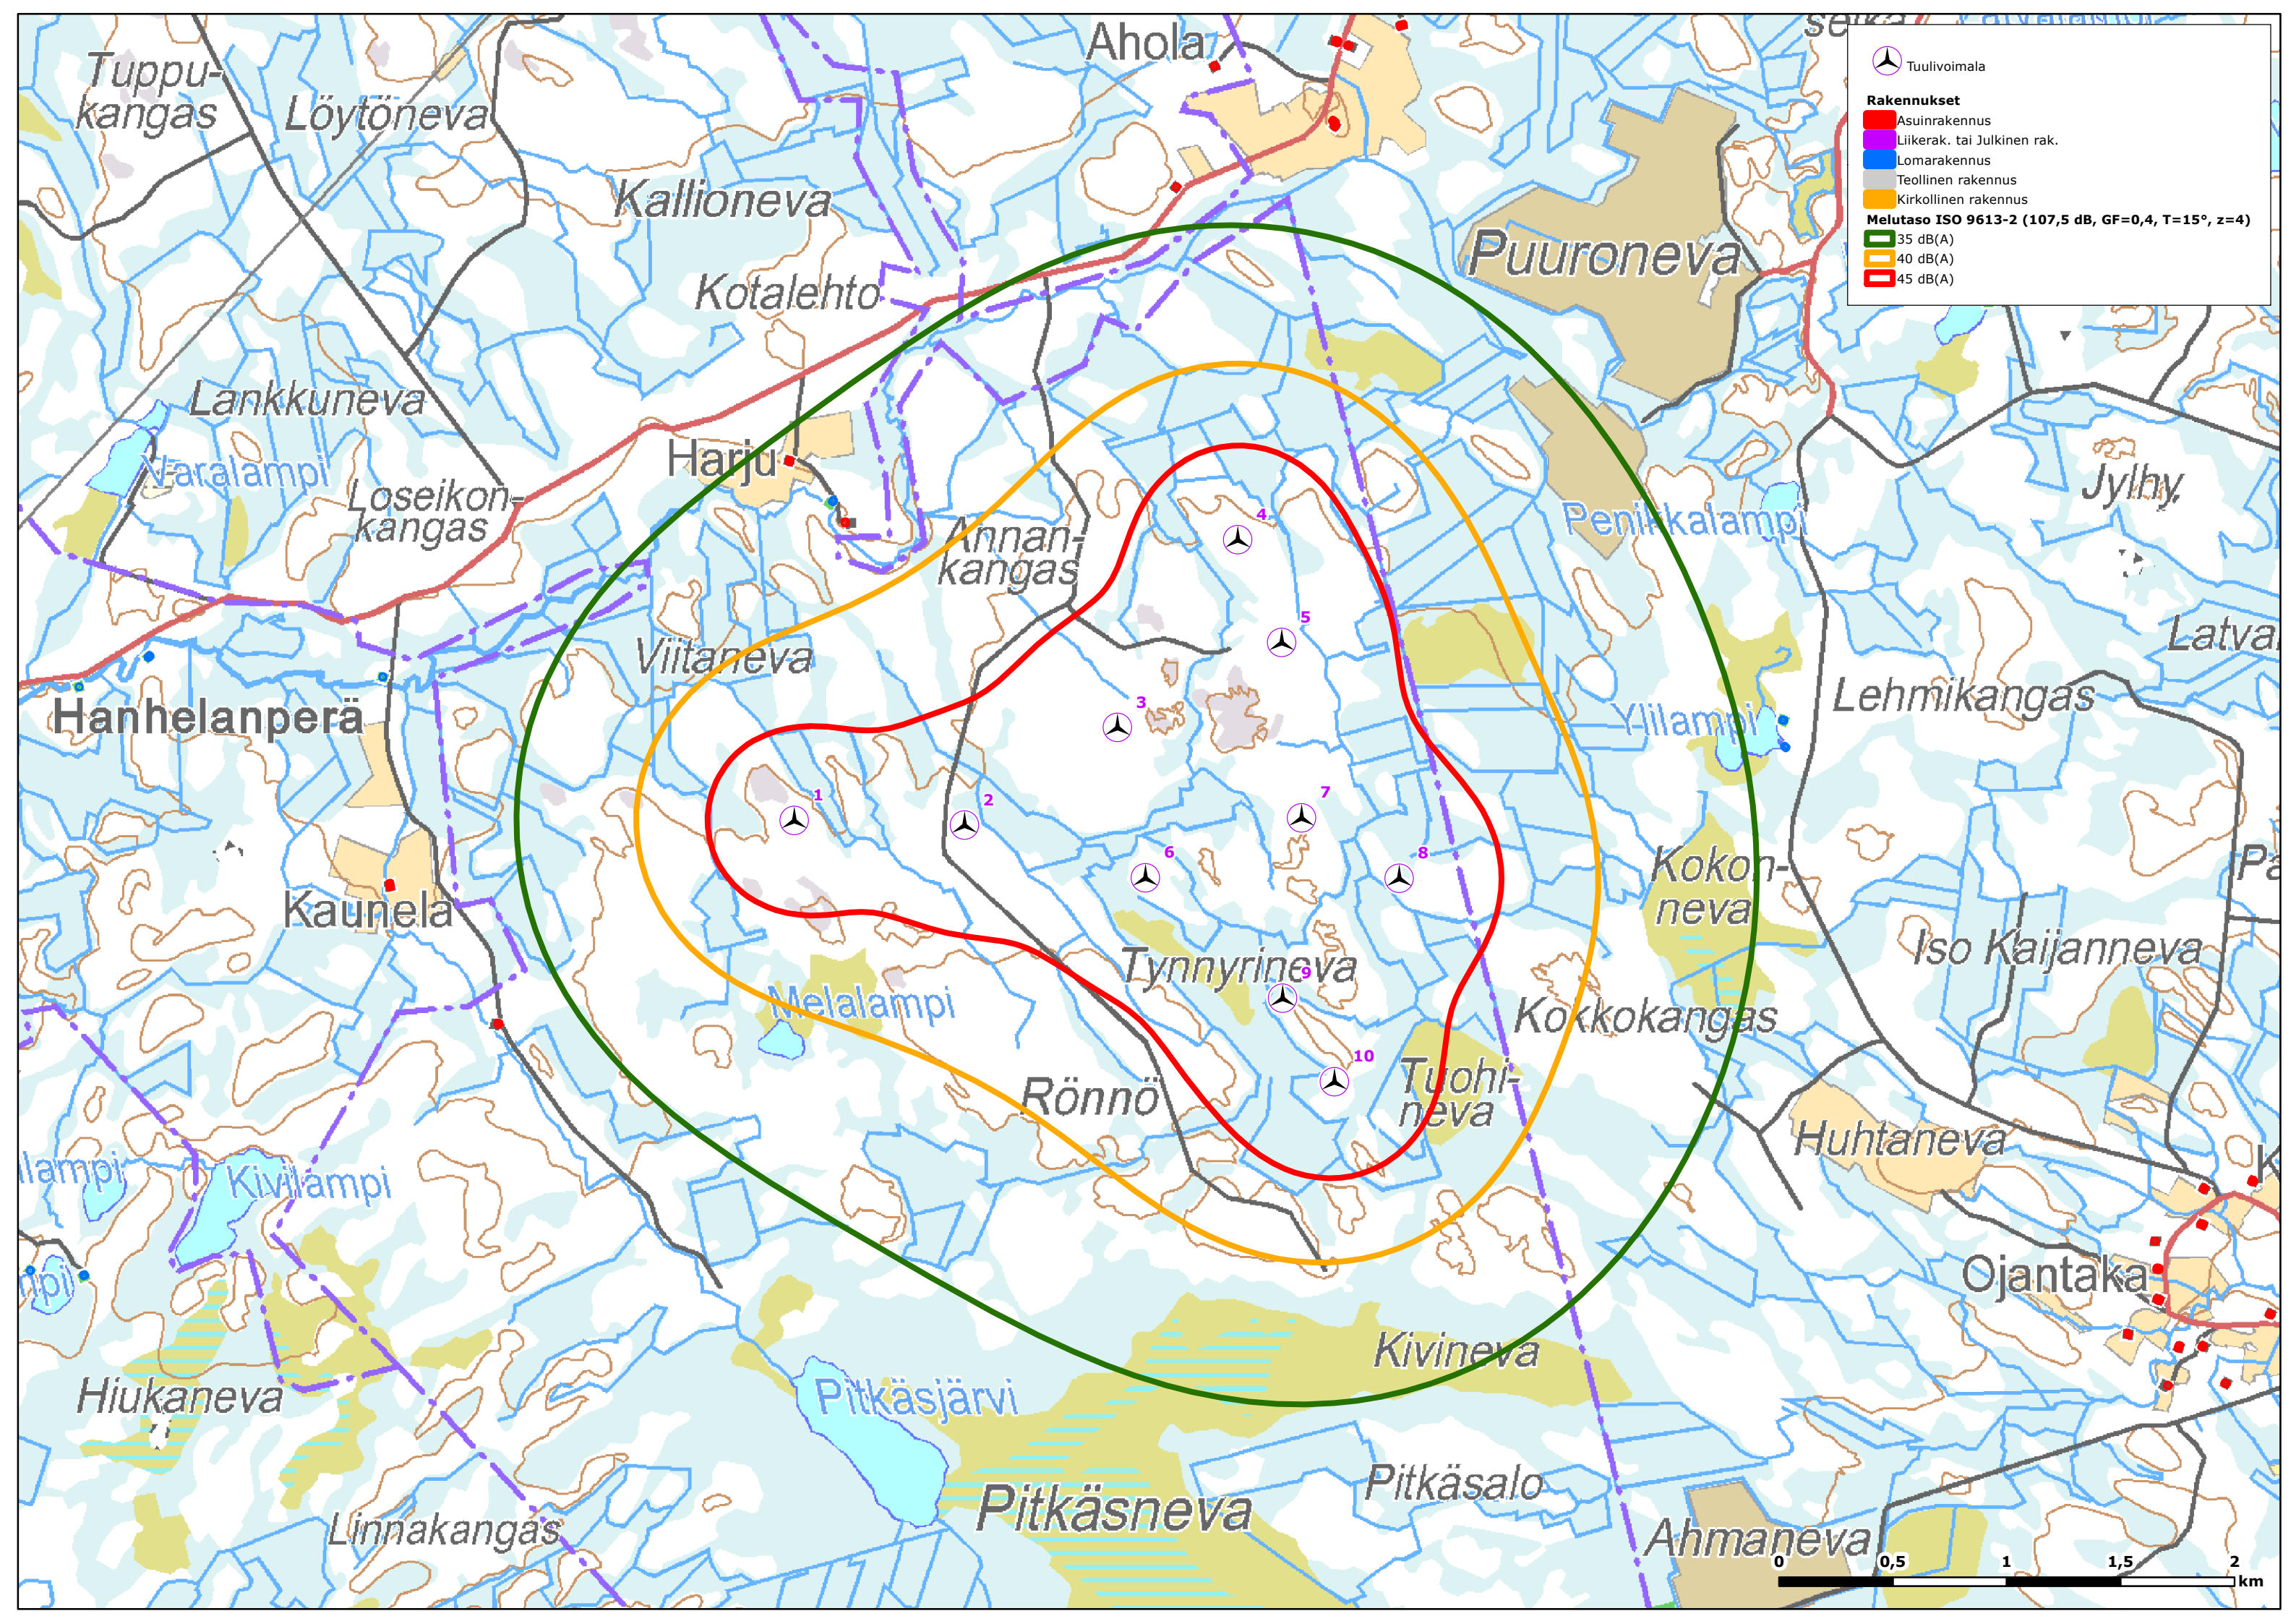 Ahola
Tuppu-
kangas
Löytöneva
Kallioneva
Puuroneva
Kotalehto
Lankkuneva
Varalampi
Harju
Loseikon-
kangas
Annan-
kangas
Penikkalampi
Jylhy
Viitaneva
Latva
Lehmikangas
Hanhelanperä
Ylilampi
4
5
3
1
2
7
6
8
9
10
Kaunela
Kokon-
neva
Iso Kaijanneva
Tynnyrineva
Melalampi
Kokkokangas
Rönnö
Tuohi-
neva
Huhtaneva
Kivilampi
Ojantaka
Kivineva
Hiukaneva
Pitkäsjärvi
Pitkäsalo
Pitkäsneva
Linnakangas
Ahmaneva
Tuulivoimala
Rakennukset
Asuinrakennus
Liikerak. tai Julkinen rak.
Lomarakennus
Teollinen rakennus
Kirkollinen rakennus
Melutaso ISO 9613-2 (107,5 dB, GF=0,4, T=15°, z=4)
35 dB(A)
40 dB(A)
45 dB(A)
0 0,5 1 1,5 2
km